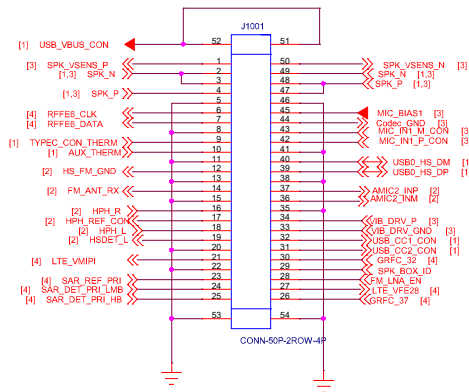 J1001
[1] USB_VBUS_CON 52 51
[3] SPK_VSENS_P 1 50 SPK_VSENS_N [3]
[1,3] SPK_N 2 49 SPK_N [1,3]
3 48 SPK_P [1,3]
[1,3] SPK_P 4 47
5 46
[4] RFFE6_CLK 6 45 MIC_BIAS1 [3]
[4] RFFE6_DATA 7 44 Codec_GND [3]
8 43 MIC_IN1_M_CON [3
[1] TYPEC_CON_THERM 9 42 MIC_IN1_P_CON [3
[1] AUX_THERM 10 41
11 40 USB0_HS_DM [1
[2] HS_FM_GND 12 39 USB0_HS_DP [1
13 38
[2] FM_ANT_RX 14 37 AMIC2_INP [2]
15 36 AMIC2_INM [2]
[2] HPH_R 16 35
[2] HPH_REF_CON 17 34 VIB_DRV_P [3]
[2] HPH_L 18 33 VIB_DRV_GND [3]
[2] HSDET_L 19 32 USB_CC1_CON [1]
20 31 USB_CC2_CON [1]
[4] LTE_VMIPI 21 30 GRFC_32 [4]
22 29 SPK_BOX_ID
[4] SAR_REF_PRI 23 28 FM_LNA_EN
[4] SAR_DET_PRI_LMB 24 27 LTE_VFE28 [4]
[4] SAR_DET_PRI_HB 25 26 GRFC_37 [4]
53 54
CONN-50P-2ROW-4P